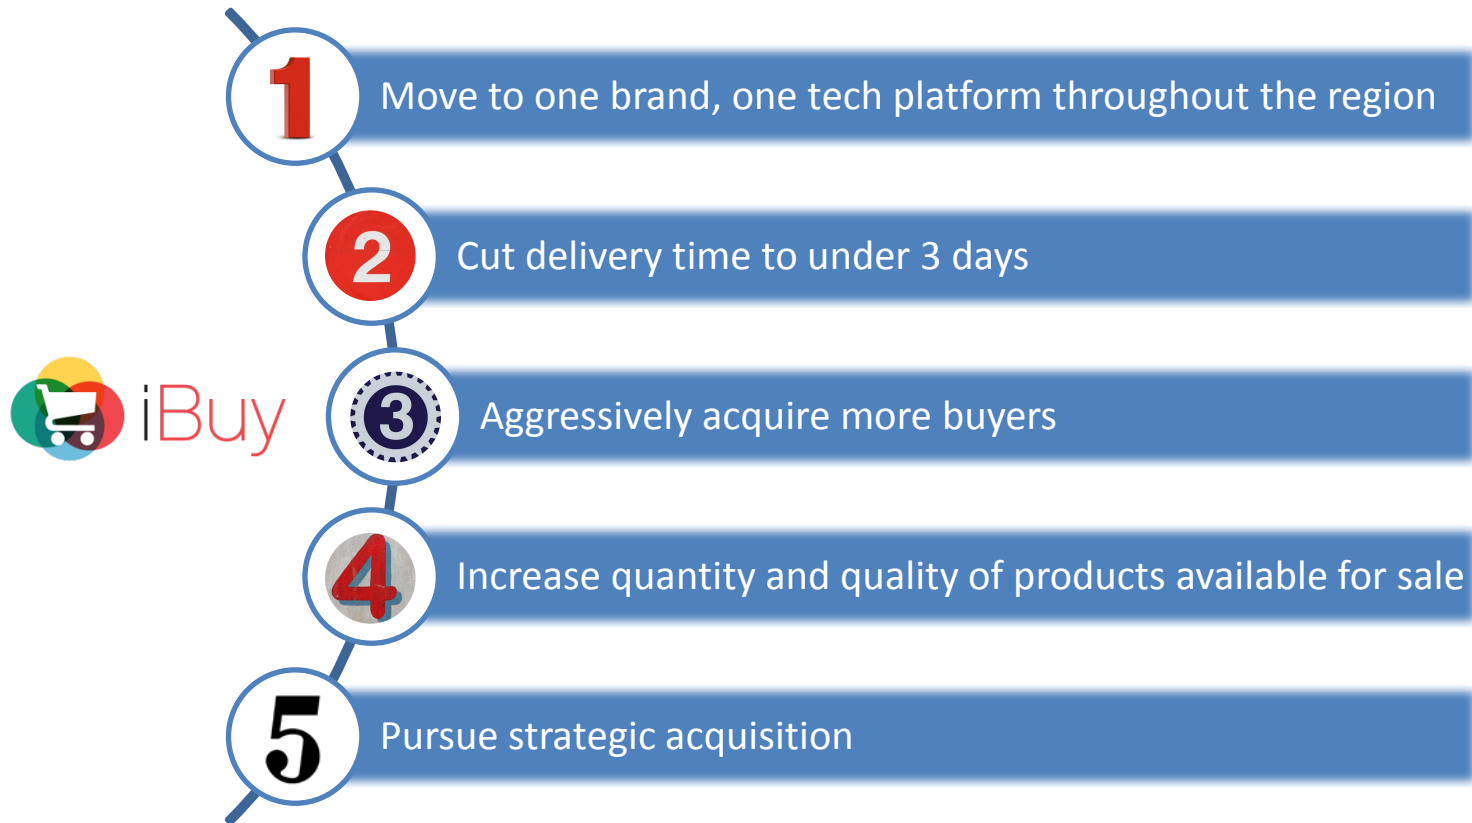 1
Move to one brand, one tech platform throughout the region
2
Cut delivery time to under 3 days
iBuy
3
Aggressively acquire more buyers
4
Increase quantity and quality of products available for sale
5
Pursue strategic acquisition